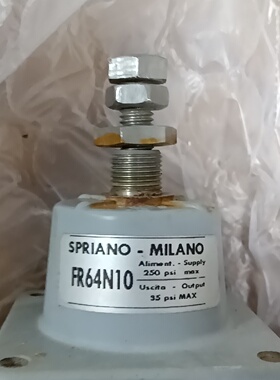 SPRIANO - MILANO
FR64N10
Aliment. - Supply
250 psi max
Uscita - Output
35 psi MAX